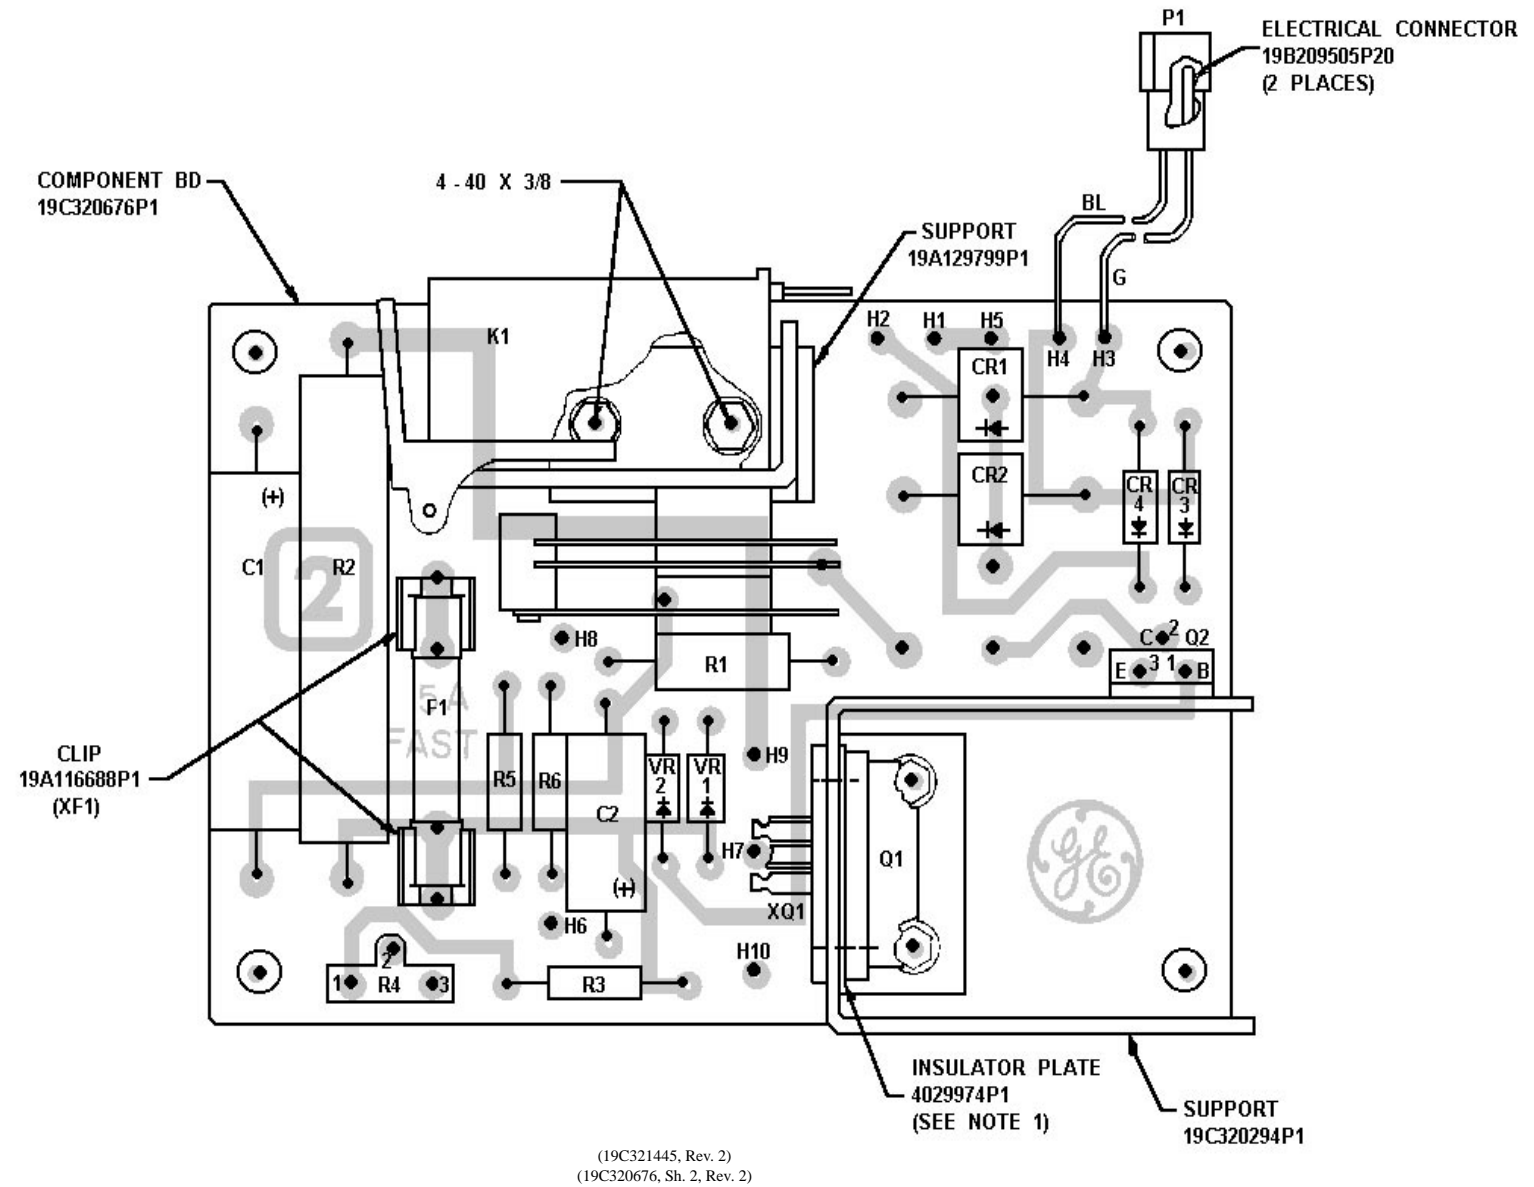 P1
ELECTRICAL CONNECTOR
19B209505P20
(2 PLACES)
COMPONENT BD
19C320676P1
4 - 40 X 3/8
BL
SUPPORT
19A129799P1
G
K1
H2
H1
H5
H4
H3
CR1
(+)
CR2
CR
4
CR
3
C1
2
R2
H8
C
2
Q2
R1
E
3
1
B
5 A
F1
FAST
CLIP
19A116688P1
(XF1)
H9
R5
R6
VR
2
VR
1
C2
H7
Q1
GE
(+)
XQ1
H6
H10
2
1
R4
3
R3
INSULATOR PLATE
4029974P1
(SEE NOTE 1)
SUPPORT
19C320294P1
(19C321445, Rev. 2)
(19C320676, Sh. 2, Rev. 2)